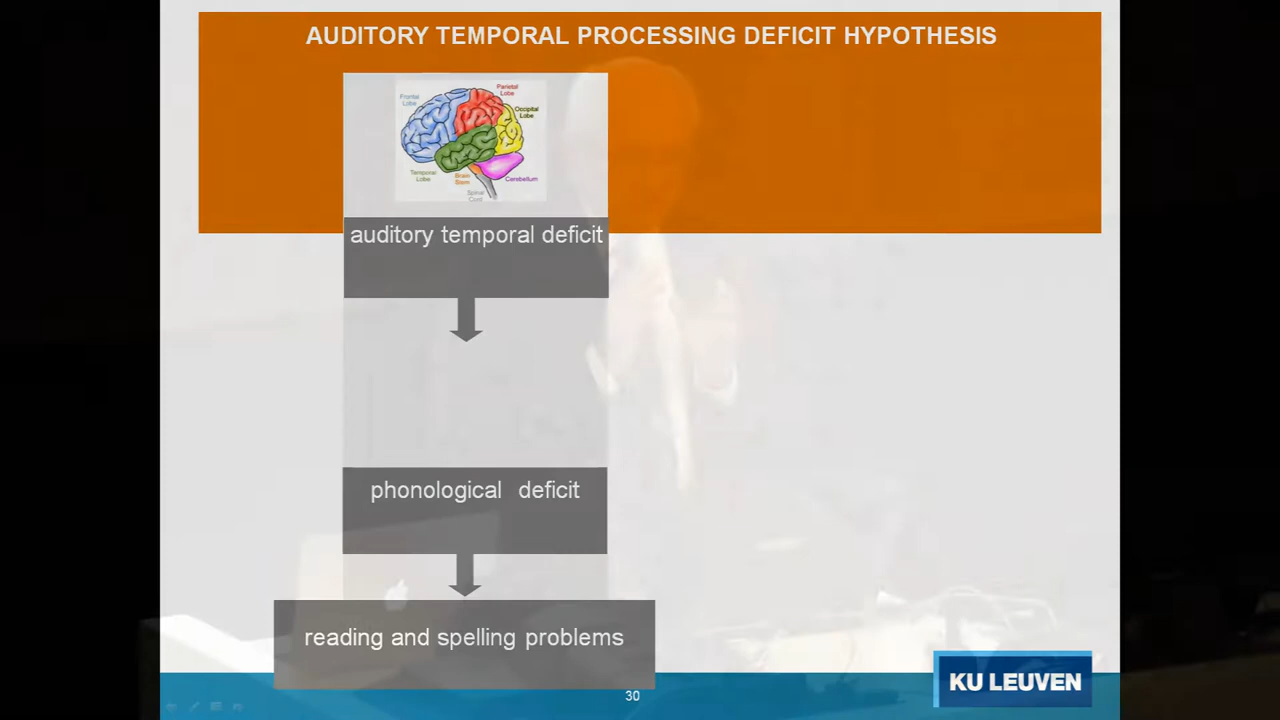 AUDITORY TEMPORAL PROCESSING DEFICIT HYPOTHESIS
Parietal
Lobe
Frontal
Lobe
Occipital
Lobe
Temporal
Lobe
Brain
Stem
Cerebellum
Spinal
Cord
auditory temporal deficit
phonological deficit
reading and spelling problems
30
KU LEUVEN